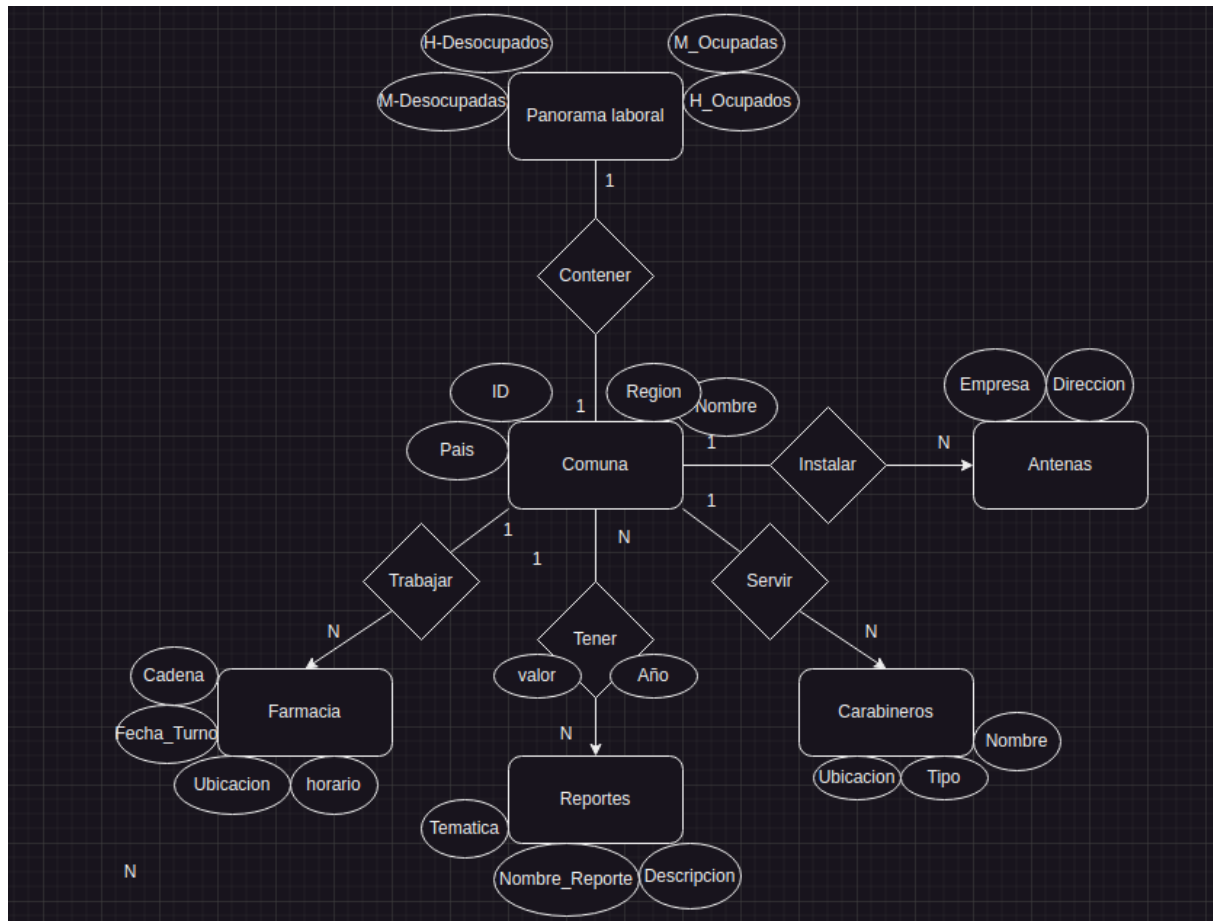 H-Desocupados
M_Ocupadas
M-Desocupadas
H_Ocupados
Panorama laboral
1
Contener
ID
Region
Nombre
1
Pais
Comuna
1
Instalar
N
Empresa
Direccion
Antenas
1
1
1
N
Trabajar
Tener
valor
Año
Servir
N
N
N
Cadena
Farmacia
Fecha_Turno
Ubicacion
horario
Carabineros
Nombre
Ubicacion
Tipo
Reportes
Tematica
Nombre_Reporte
Descripcion
N